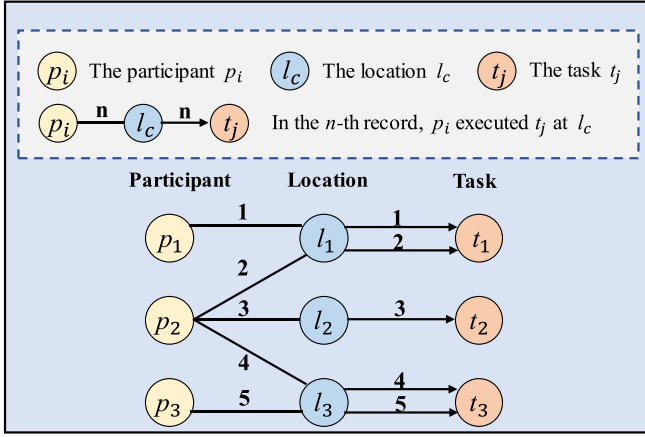 p_i The participant p_i l_c The location l_c t_j The task t_j
p_i n l_c n t_j In the n-th record, p_i executed t_j at l_c
Participant Location Task
p_1 1 l_1 1 2 t_1
2
p_2 3 l_2 3 t_2
4
p_3 5 l_3 4 5 t_3